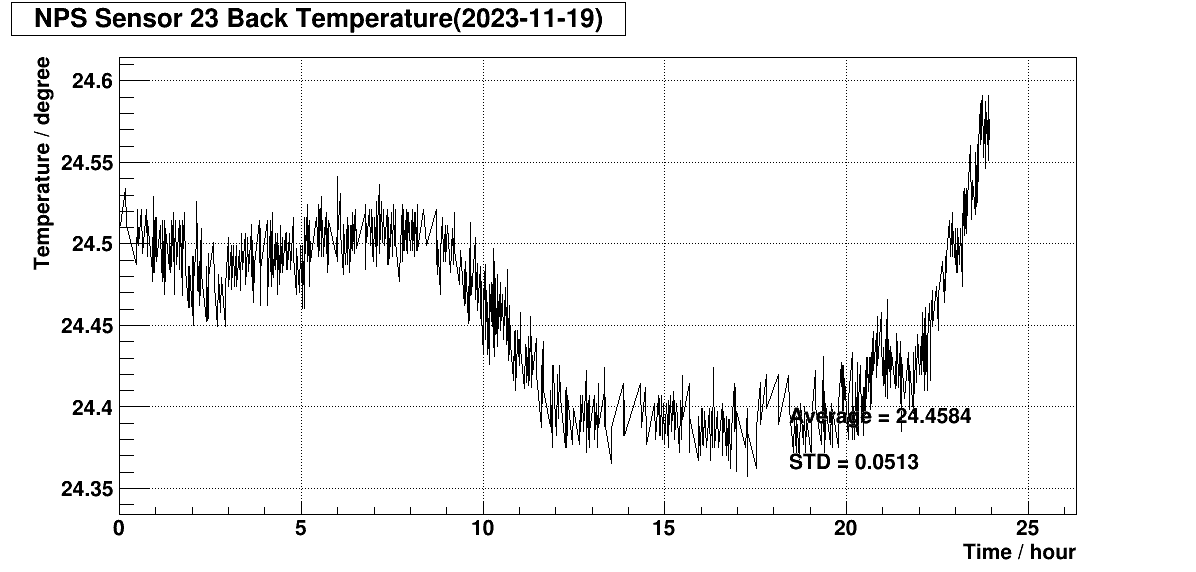 NPS Sensor 23 Back Temperature(2023-11-19)
Temperature / degree
24.6
24.55
24.5
24.45
24.4
24.35
Average = 24.4584
STD = 0.0513
0 5 10 15 20 25
Time / hour